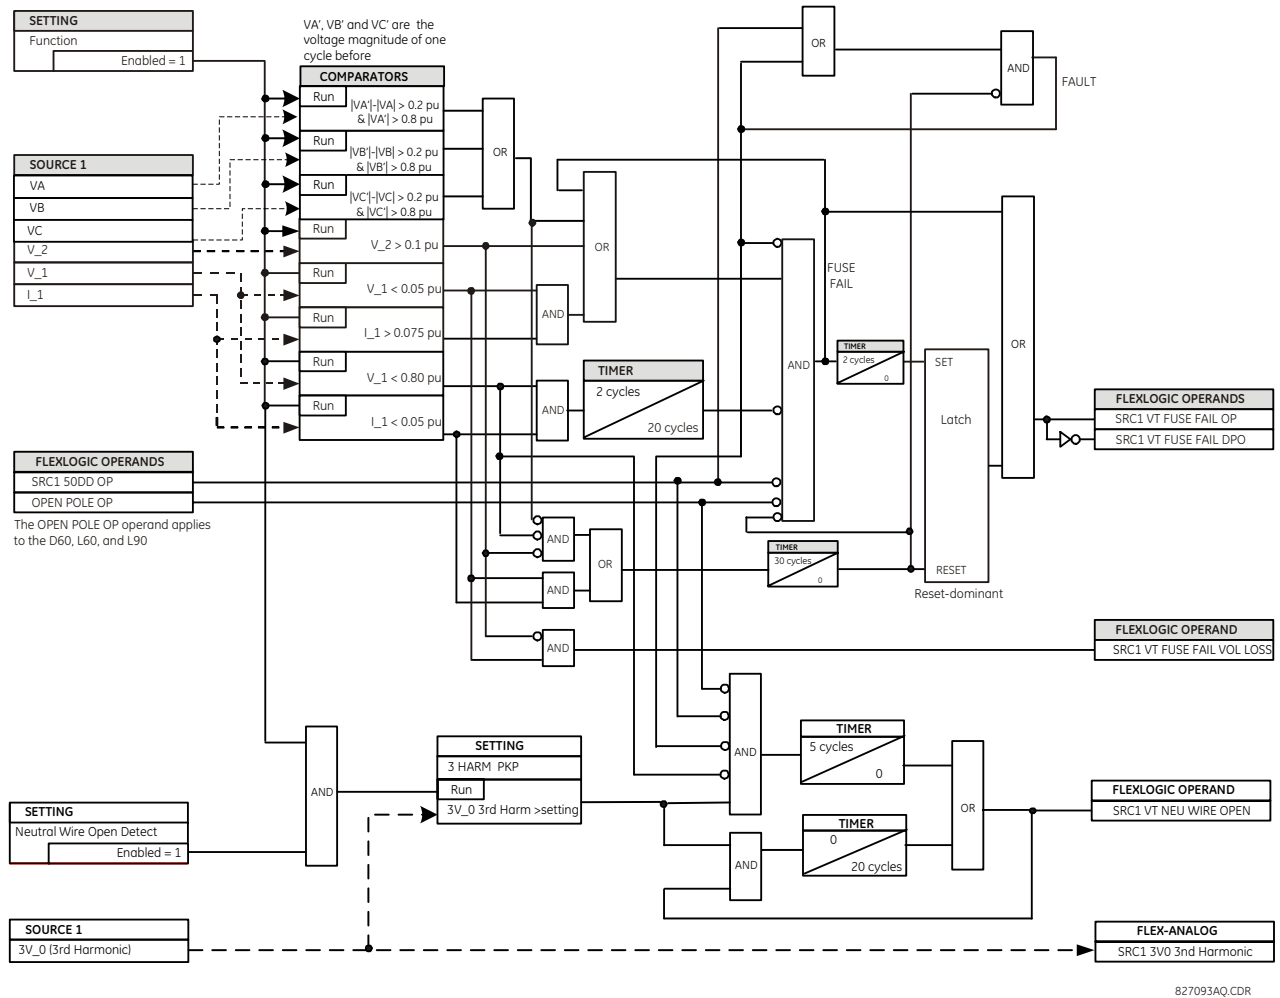 SETTING
Function
Enabled = 1
VA', VB' and VC' are the
voltage magnitude of one
cycle before
COMPARATORS
Run
|VA'|-|VA| > 0.2 pu
& |VA'| > 0.8 pu
Run
|VB'|-|VB| > 0.2 pu
& |VB'| > 0.8 pu
Run
|VC'|-|VC| > 0.2 pu
& |VC'| > 0.8 pu
Run
V_2 > 0.1 pu
Run
V_1 < 0.05 pu
Run
I_1 > 0.075 pu
Run
V_1 < 0.80 pu
Run
I_1 < 0.05 pu
SOURCE 1
VA
VB
VC
V_2
V_1
I_1
OR
OR
AND
FAULT
OR
AND
AND
TIMER
2 cycles
20 cycles
FUSE
FAIL
AND
TIMER
2 cycles
0
SET
Latch
RESET
Reset-dominant
OR
FLEXLOGIC OPERANDS
SRC1 VT FUSE FAIL OP
SRC1 VT FUSE FAIL DPO
FLEXLOGIC OPERANDS
SRC1 50DD OP
OPEN POLE OP
The OPEN POLE OP operand applies
to the D60, L60, and L90
AND
AND
OR
TIMER
30 cycles
0
AND
FLEXLOGIC OPERAND
SRC1 VT FUSE FAIL VOL LOSS
AND
SETTING
3 HARM PKP
Run
3V_0 3rd Harm >setting
AND
TIMER
5 cycles
0
AND
TIMER
0
20 cycles
OR
FLEXLOGIC OPERAND
SRC1 VT NEU WIRE OPEN
SETTING
Neutral Wire Open Detect
Enabled = 1
SOURCE 1
3V_0 (3rd Harmonic)
FLEX-ANALOG
SRC1 3V0 3nd Harmonic
827093AQ.CDR